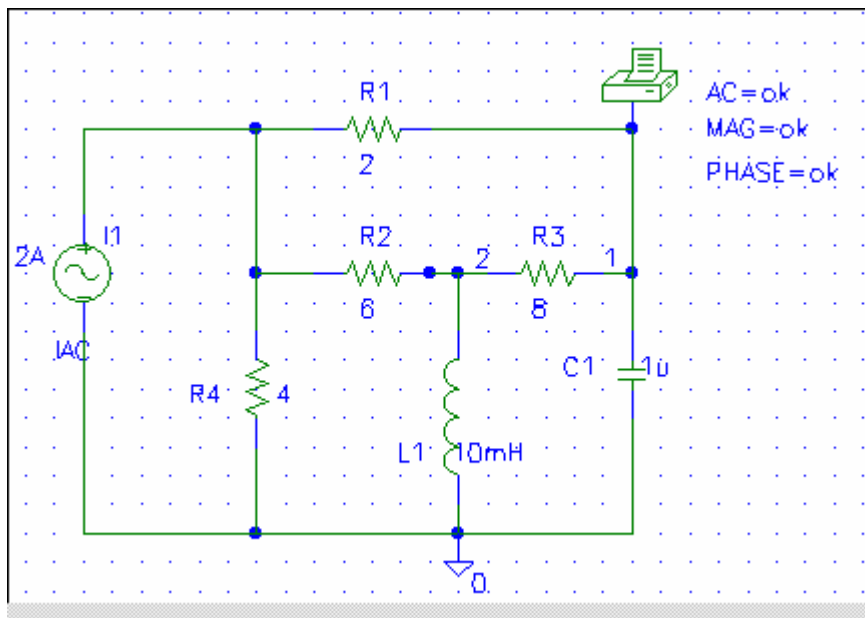 R1
2
AC=ok
MAG=ok
PHASE=ok
I1
2A
IAC
R2
6
2
R3
1
8
R4
4
C1
1u
L1
10mH
0